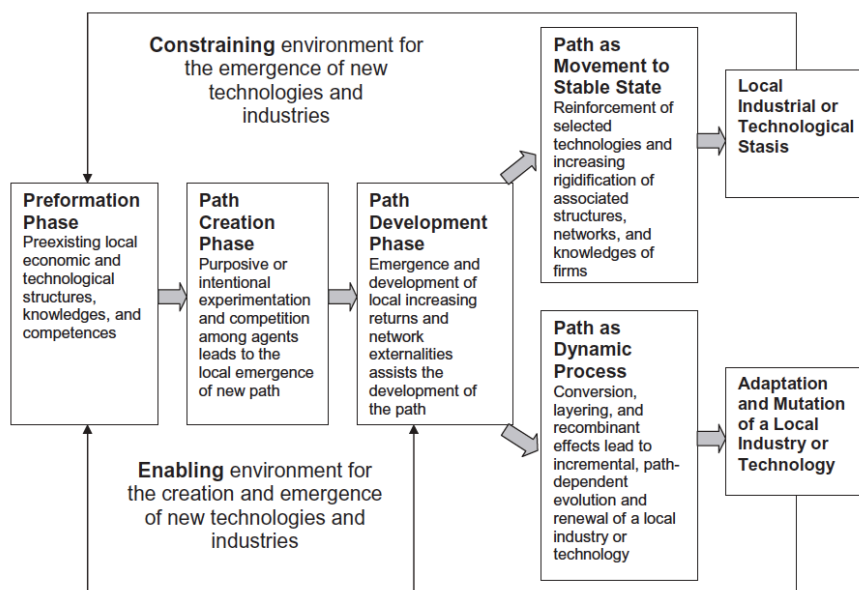 Constraining environment for
the emergence of new
technologies and
industries
Preformation
Phase
Preexisting local
economic and
technological
structures,
knowledges, and
competences
Path
Creation
Phase
Purposive or
intentional
experimentation
and competition
among agents
leads to the
local emergence
of new path
Path
Development
Phase
Emergence and
development of
local increasing
returns and
network
externalities
assists the
development of
the path
Path as
Movement to
Stable State
Reinforcement of
selected
technologies and
increasing
rigidification of
associated
structures,
networks, and
knowledges of
firms
Local
Industrial or
Technological
Stasis
Path as
Dynamic
Process
Conversion,
layering, and
recombinant
effects lead to
incremental, path-
dependent
evolution and
renewal of a local
industry or
technology
Adaptation
and Mutation
of a Local
Industry or
Technology
Enabling environment for
the creation and emergence
of new technologies and
industries